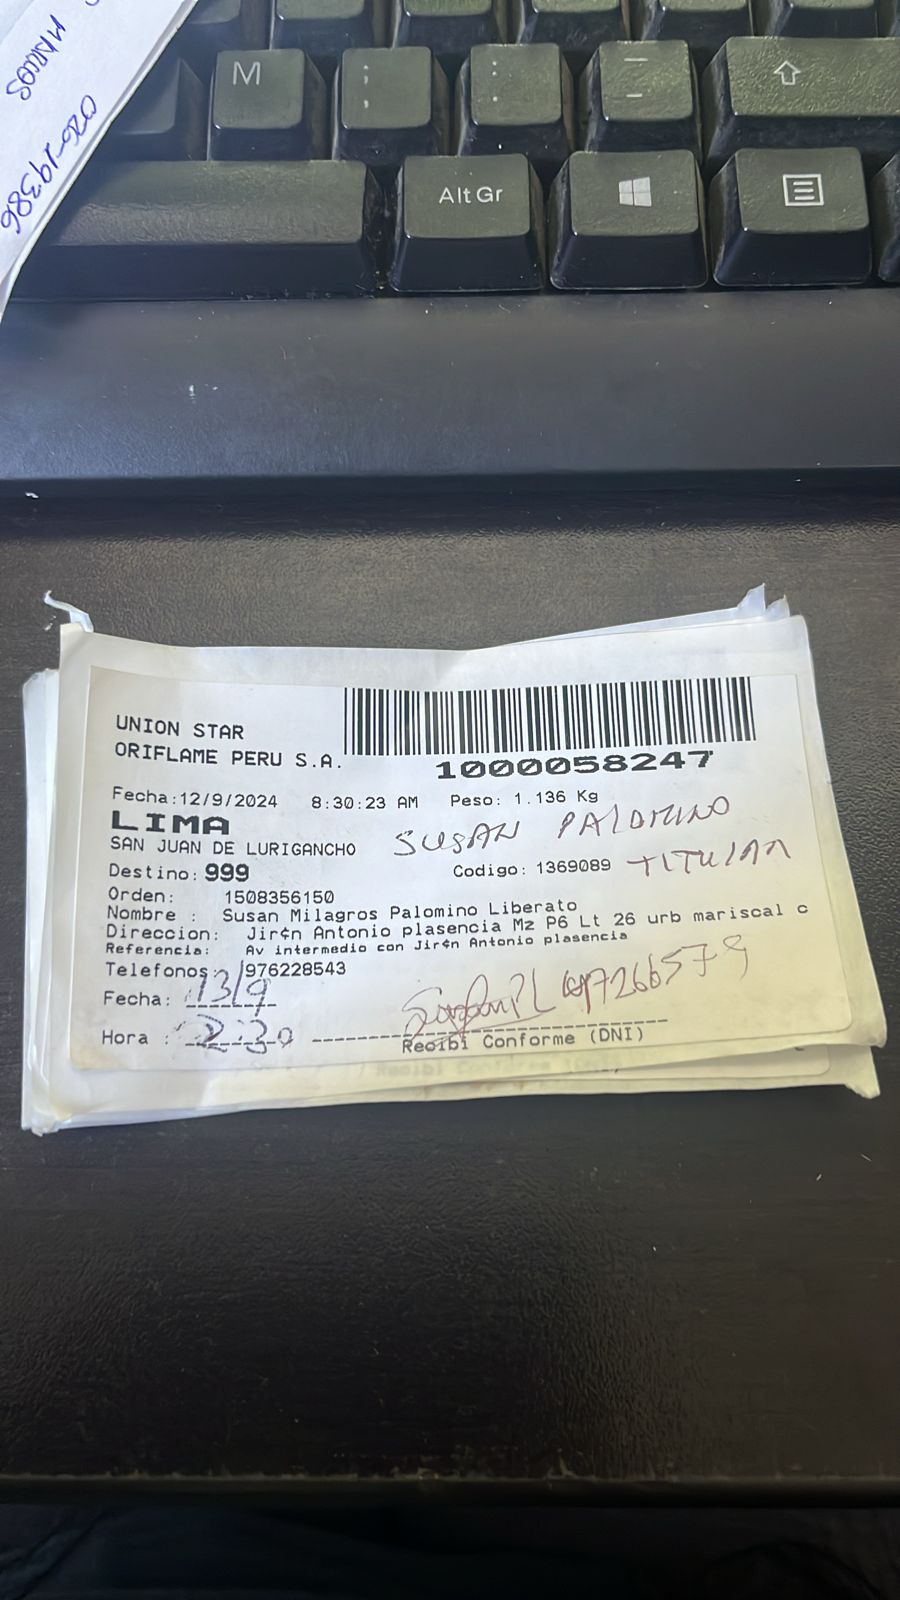 MARCOS
026-19386
M
;
,
:
.
_
-
Alt Gr
UNION STAR
ORIFLAME PERU S.A.
1000058247
Fecha:12/9/2024 8:30:23 AM Peso: 1.136 Kg
LIMA
SUSAN PALOMINO
SAN JUAN DE LURIGANCHO
Destino: 999 Codigo: 1369089 TITULAR
Orden: 1508356150
Nombre : Susan Milagros Palomino Liberato
Direccion: Jir¢n Antonio plasencia Mz P6 Lt 26 urb mariscal c
Referencia: Av intermedio con Jir¢n Antonio plasencia
Telefonos: /976228543
Fecha: 13/9
Hora : 2:30
Recibi Conforme (DNI)